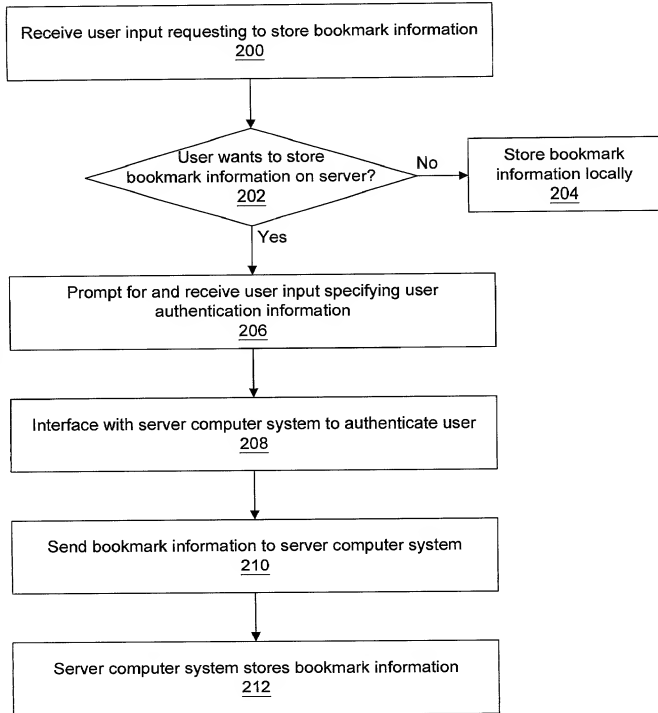 Receive user input requesting to store bookmark information
200
User wants to store
bookmark information on server?
202
No
Store bookmark
information locally
204
Yes
Prompt for and receive user input specifying user
authentication information
206
Interface with server computer system to authenticate user
208
Send bookmark information to server computer system
210
Server computer system stores bookmark information
212